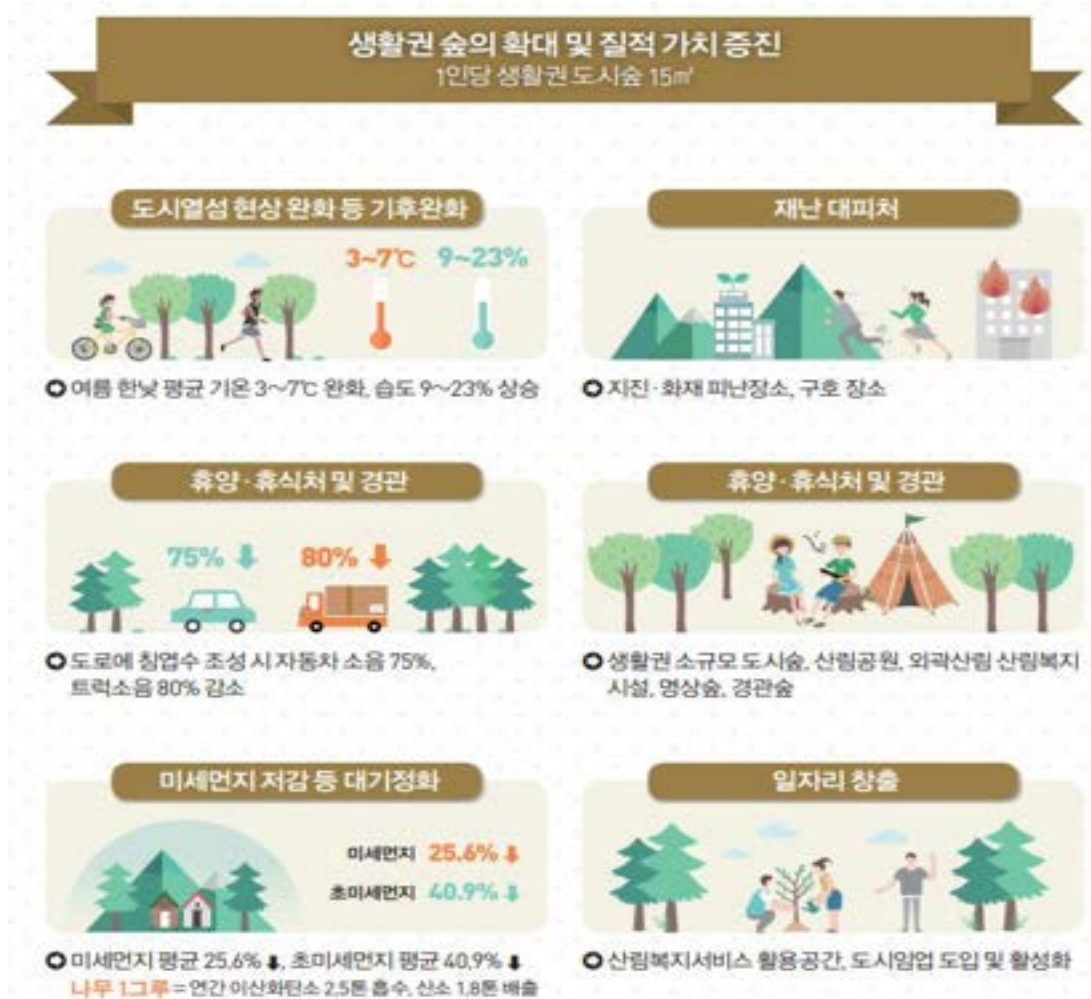 생활권 숲의 확대 및 질적 가치 증진
1인당 생활권 도시숲 15㎡
도시열섬 현상 완화 등 기후완화
3~7℃ 9~23%
➲ 여름 한낮 평균 기온 3~7℃ 완화, 습도 9~23% 상승
재난 대피처
➲ 지진·화재 피난장소, 구호 장소
휴양·휴식처 및 경관
75% ⬇ 80% ⬇
➲ 도로에 침엽수 조성 시 자동차 소음 75%,
트럭소음 80% 감소
휴양·휴식처 및 경관
➲ 생활권 소규모 도시숲, 산림공원, 외곽산림 산림복지
시설, 명상숲, 경관숲
미세먼지 저감 등 대기정화
미세먼지 25.6% ⬇
초미세먼지 40.9% ⬇
➲ 미세먼지 평균 25.6% ⬇, 초미세먼지 평균 40.9% ⬇
나무 1그루 = 연간 이산화탄소 2.5톤 흡수, 산소 1.8톤 배출
일자리 창출
➲ 산림복지서비스 활용공간, 도시임업 도입 및 활성화